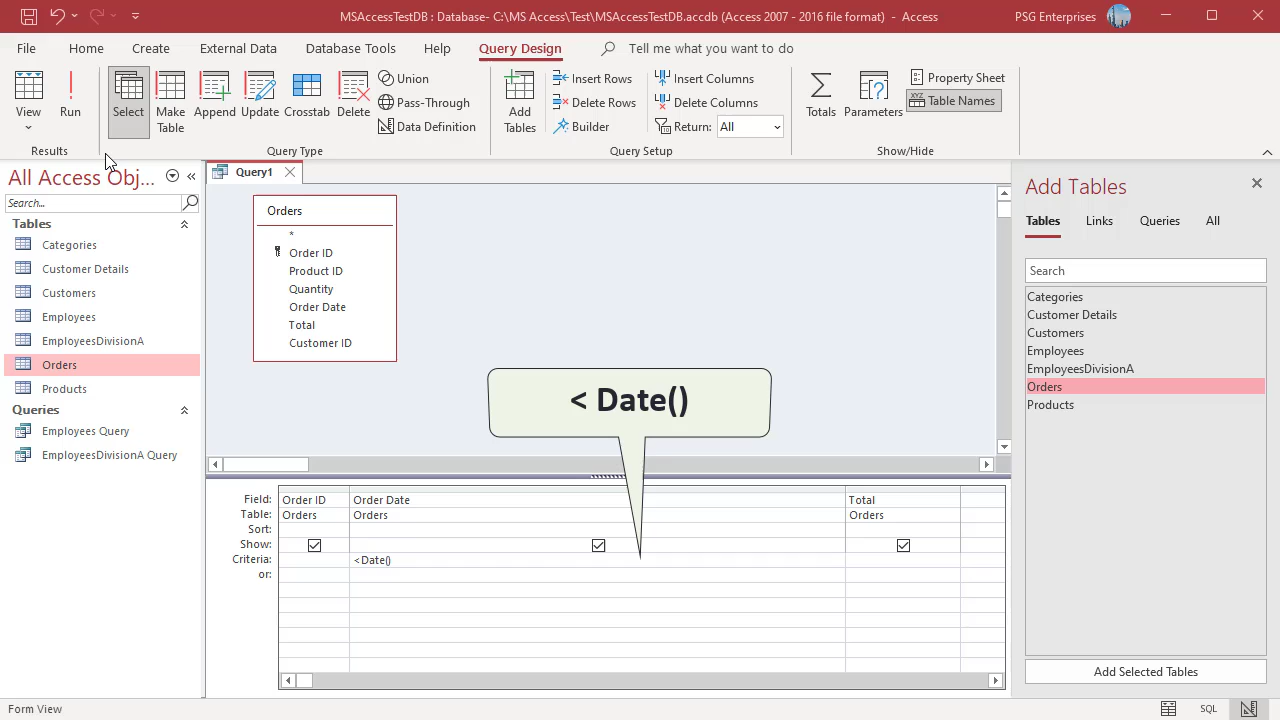 MSAccessTestDB : Database- C:\MS Access\Test\MSAccessTestDB.accdb (Access 2007 - 2016 file format) - Access
PSG Enterprises
File
Home
Create
External Data
Database Tools
Help
Query Design
Tell me what you want to do
View
Run
Select
Make Table
Append
Update
Crosstab
Delete
Union
Pass-Through
Data Definition
Add Tables
Insert Rows
Delete Rows
Builder
Insert Columns
Delete Columns
Return: All
Totals
Parameters
Property Sheet
XYZ Table Names
Results
Query Type
Query Setup
Show/Hide
All Access Obj...
Search...
Tables
Categories
Customer Details
Customers
Employees
EmployeesDivisionA
Orders
Products
Queries
Employees Query
EmployeesDivisionA Query
Query1
Orders
*
Order ID
Product ID
Quantity
Order Date
Total
Customer ID
< Date()
Field: Order ID Order Date Total
Table: Orders Orders Orders
Sort:
Show:
Criteria: <Date()
or:
Add Tables
Tables Links Queries All
Search
Categories
Customer Details
Customers
Employees
EmployeesDivisionA
Orders
Products
Add Selected Tables
Form View
SQL